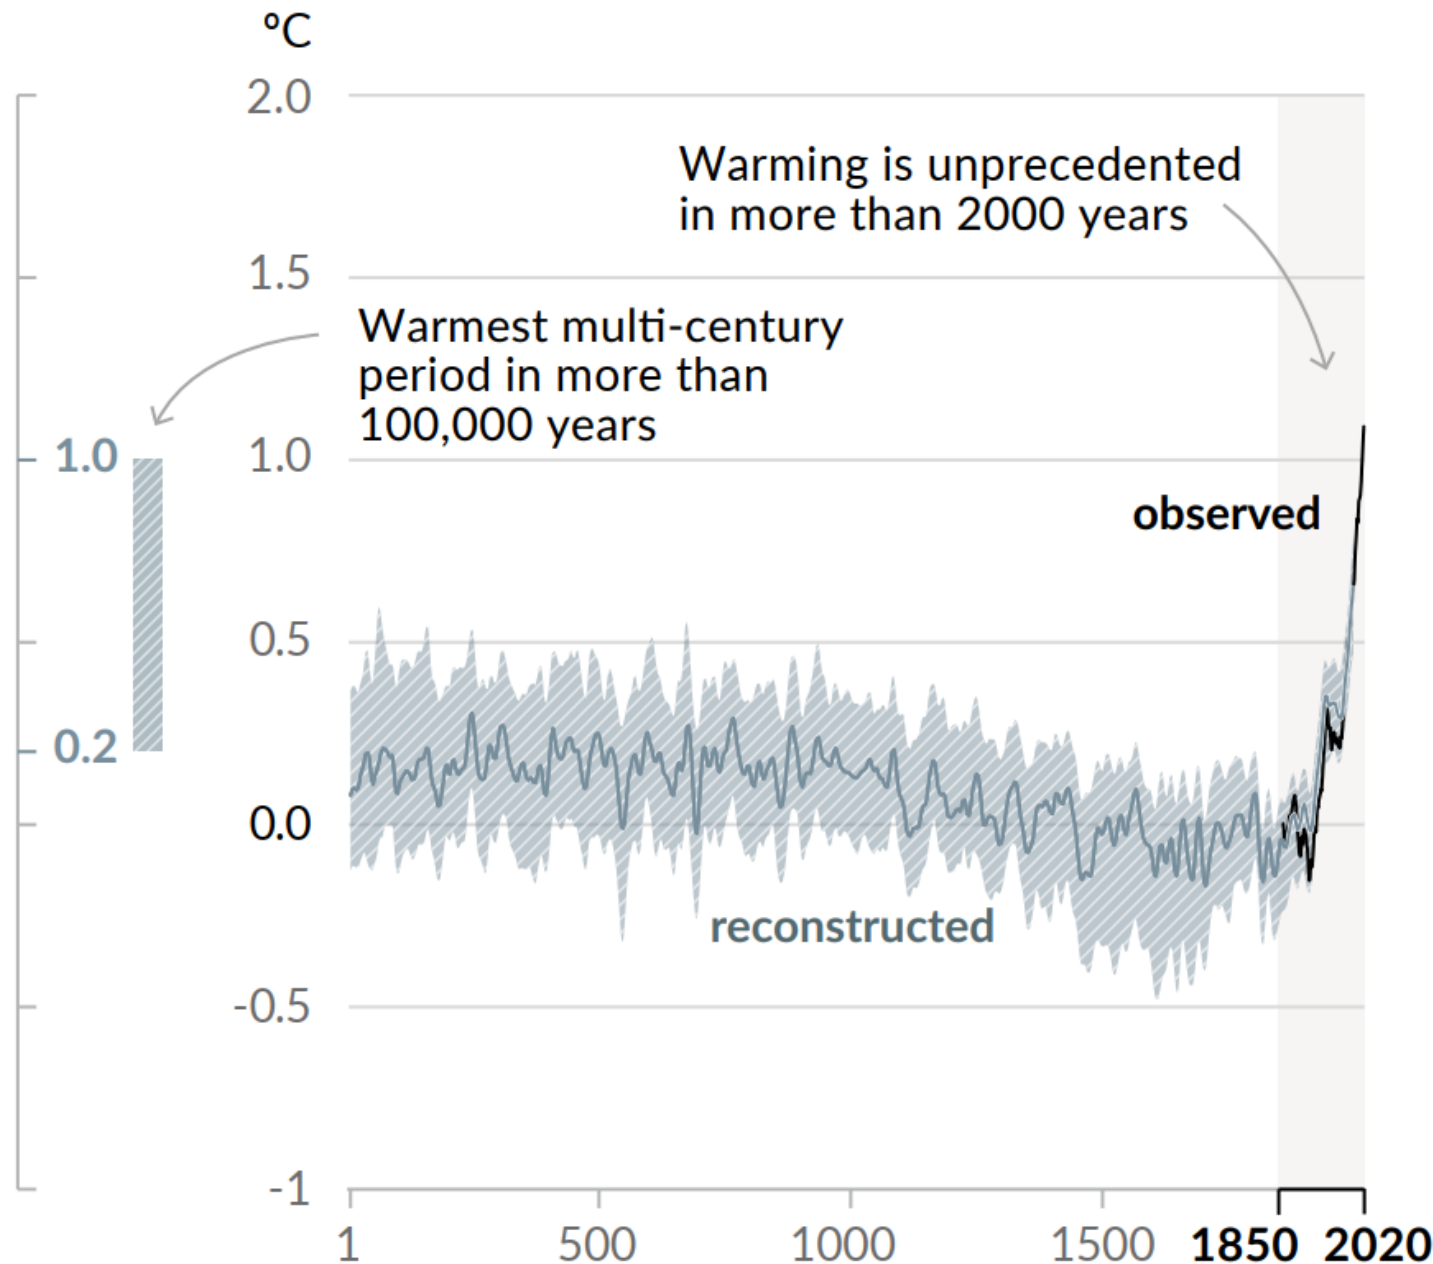 °C
2.0
Warming is unprecedented
in more than 2000 years
1.5
Warmest multi-century
period in more than
100,000 years
1.0
1.0
observed
0.5
0.2
0.0
reconstructed
-0.5
-1
1 500 1000 1500 1850 2020